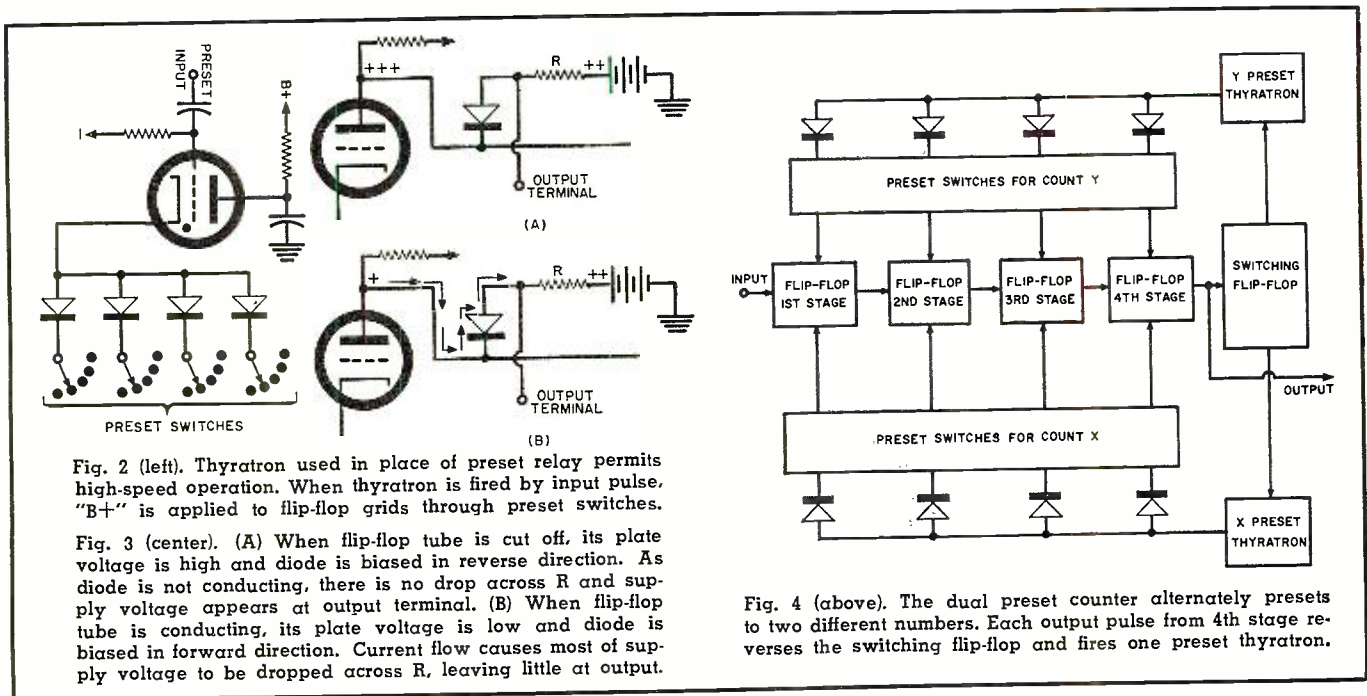 PRESET
INPUT
B+
PRESET SWITCHES
+++
R
++
OUTPUT
TERMINAL
(A)
+
R
++
OUTPUT
TERMINAL
(B)
Fig. 2 (left). Thyratron used in place of preset relay permits
high-speed operation. When thyratron is fired by input pulse,
"B+" is applied to flip-flop grids through preset switches.
Fig. 3 (center). (A) When flip-flop tube is cut off, its plate
voltage is high and diode is biased in reverse direction. As
diode is not conducting, there is no drop across R and sup-
ply voltage appears at output terminal. (B) When flip-flop
tube is conducting, its plate voltage is low and diode is
biased in forward direction. Current flow causes most of sup-
ply voltage to be dropped across R, leaving little at output.
Y PRESET
THYRATRON
PRESET SWITCHES FOR COUNT Y
INPUT
FLIP-FLOP
1ST STAGE
FLIP-FLOP
2ND STAGE
FLIP-FLOP
3RD STAGE
FLIP-FLOP
4TH STAGE
SWITCHING
FLIP-FLOP
OUTPUT
PRESET SWITCHES FOR COUNT X
X PRESET
THYRATRON
Fig. 4 (above). The dual preset counter alternately presets
to two different numbers. Each output pulse from 4th stage re-
verses the switching flip-flop and fires one preset thyratron.